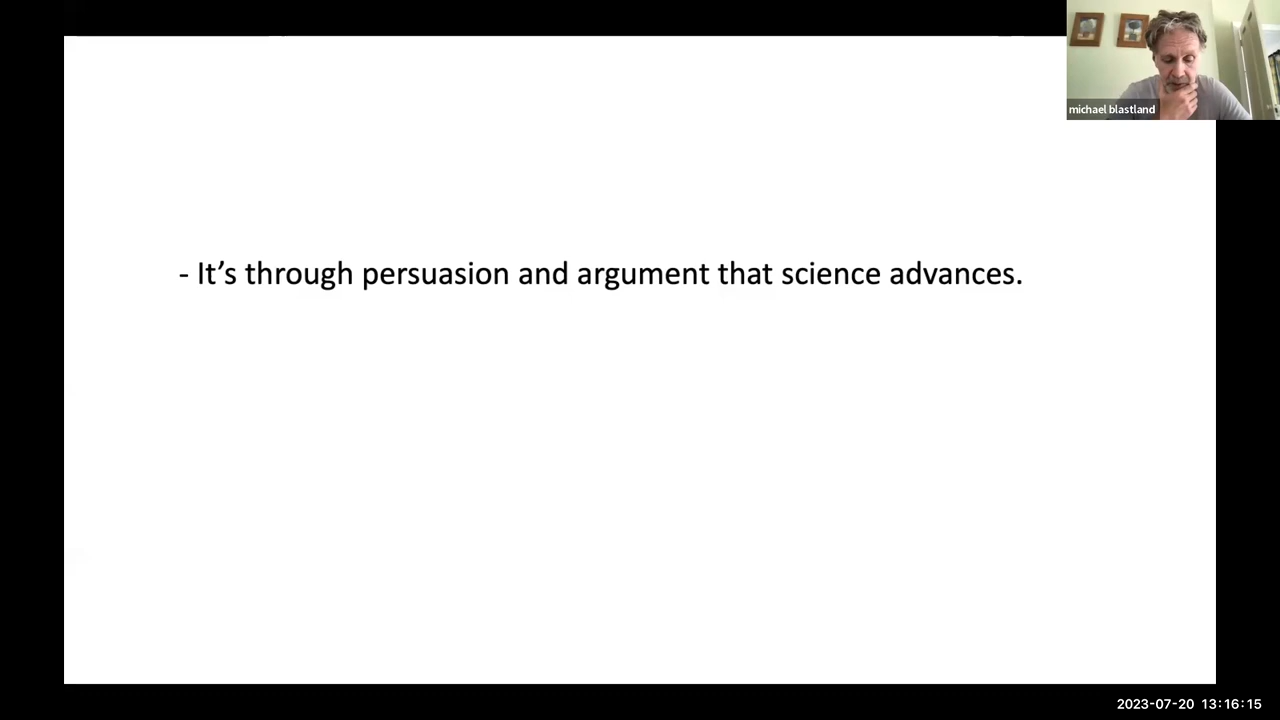 michael blastland
- It’s through persuasion and argument that science advances.
2023-07-20 13:16:15